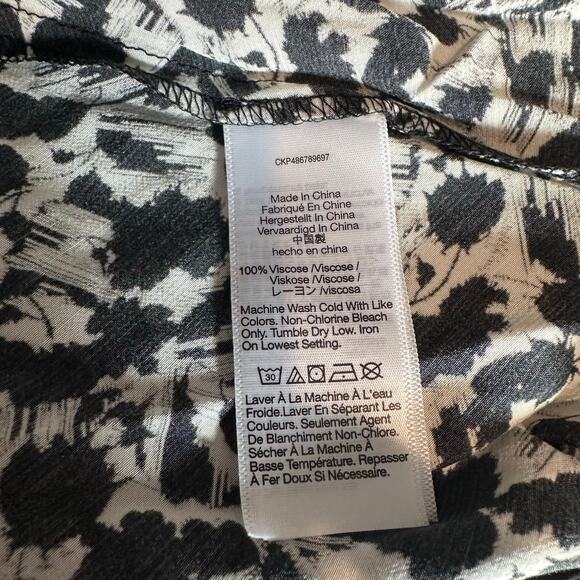 CKP486789697
Made In China
Fabriqué En Chine
Hergestellt In China
Vervaardigd In China
中国製
hecho en china
100% Viscose /Viscose /
Viskose /Viscose /
レーヨン /viscosa
Machine Wash Cold With Like
Colors. Non-Chlorine Bleach
Only. Tumble Dry Low. Iron
On Lowest Setting.
30
Laver À La Machine À L'eau
Froide.Laver En Séparant Les
Couleurs. Seulement Agent
De Blanchiment Non-Chlore.
Sécher À La Machine À
Basse Température. Repasser
À Fer Doux Si Nécessaire.